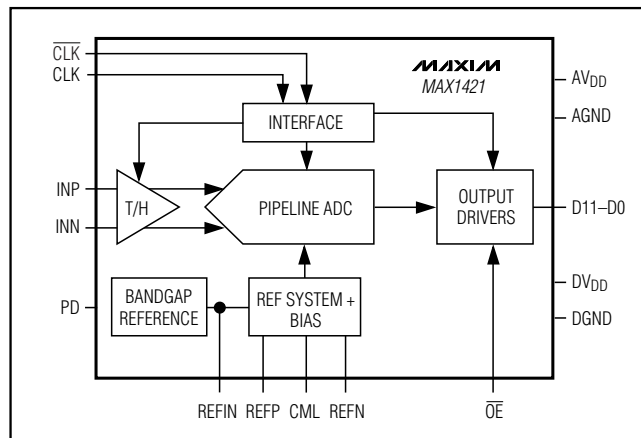 CLK
CLK
MAXIM
MAX1421
AVDD
AGND
INTERFACE
INP
INN
T/H
PIPELINE ADC
OUTPUT
DRIVERS
D11–D0
PD
BANDGAP
REFERENCE
REF SYSTEM +
BIAS
DVDD
DGND
REFIN REFP CML REFN OE